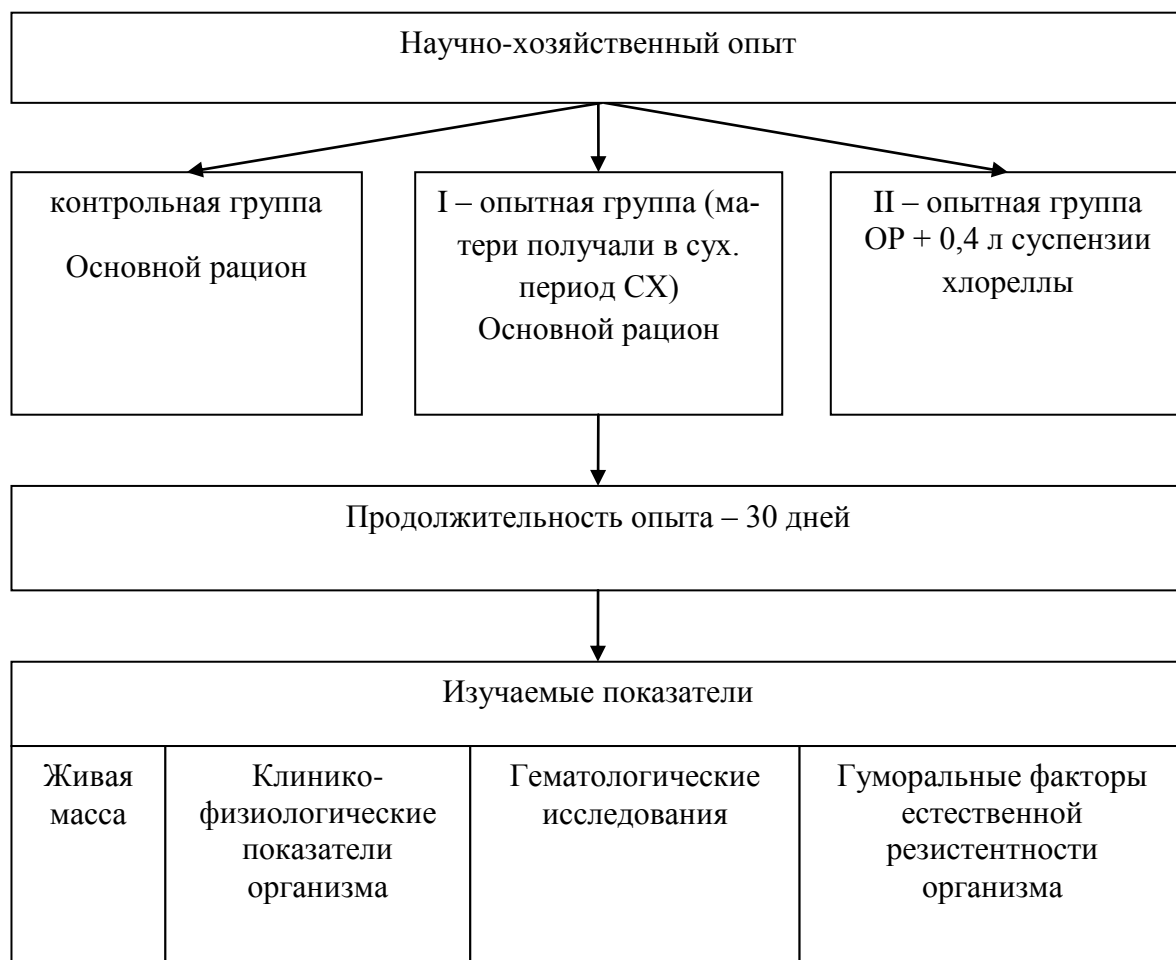 Научно-хозяйственный опыт
контрольная группа
Основной рацион
I – опытная группа (ма-
тери получали в сух.
период СХ)
Основной рацион
II – опытная группа
ОР + 0,4 л суспензии
хлореллы
Продолжительность опыта – 30 дней
Изучаемые показатели
Живая
масса
Клинико-
физиологические
показатели
организма
Гематологические
исследования
Гуморальные факторы
естественной
резистентности
организма